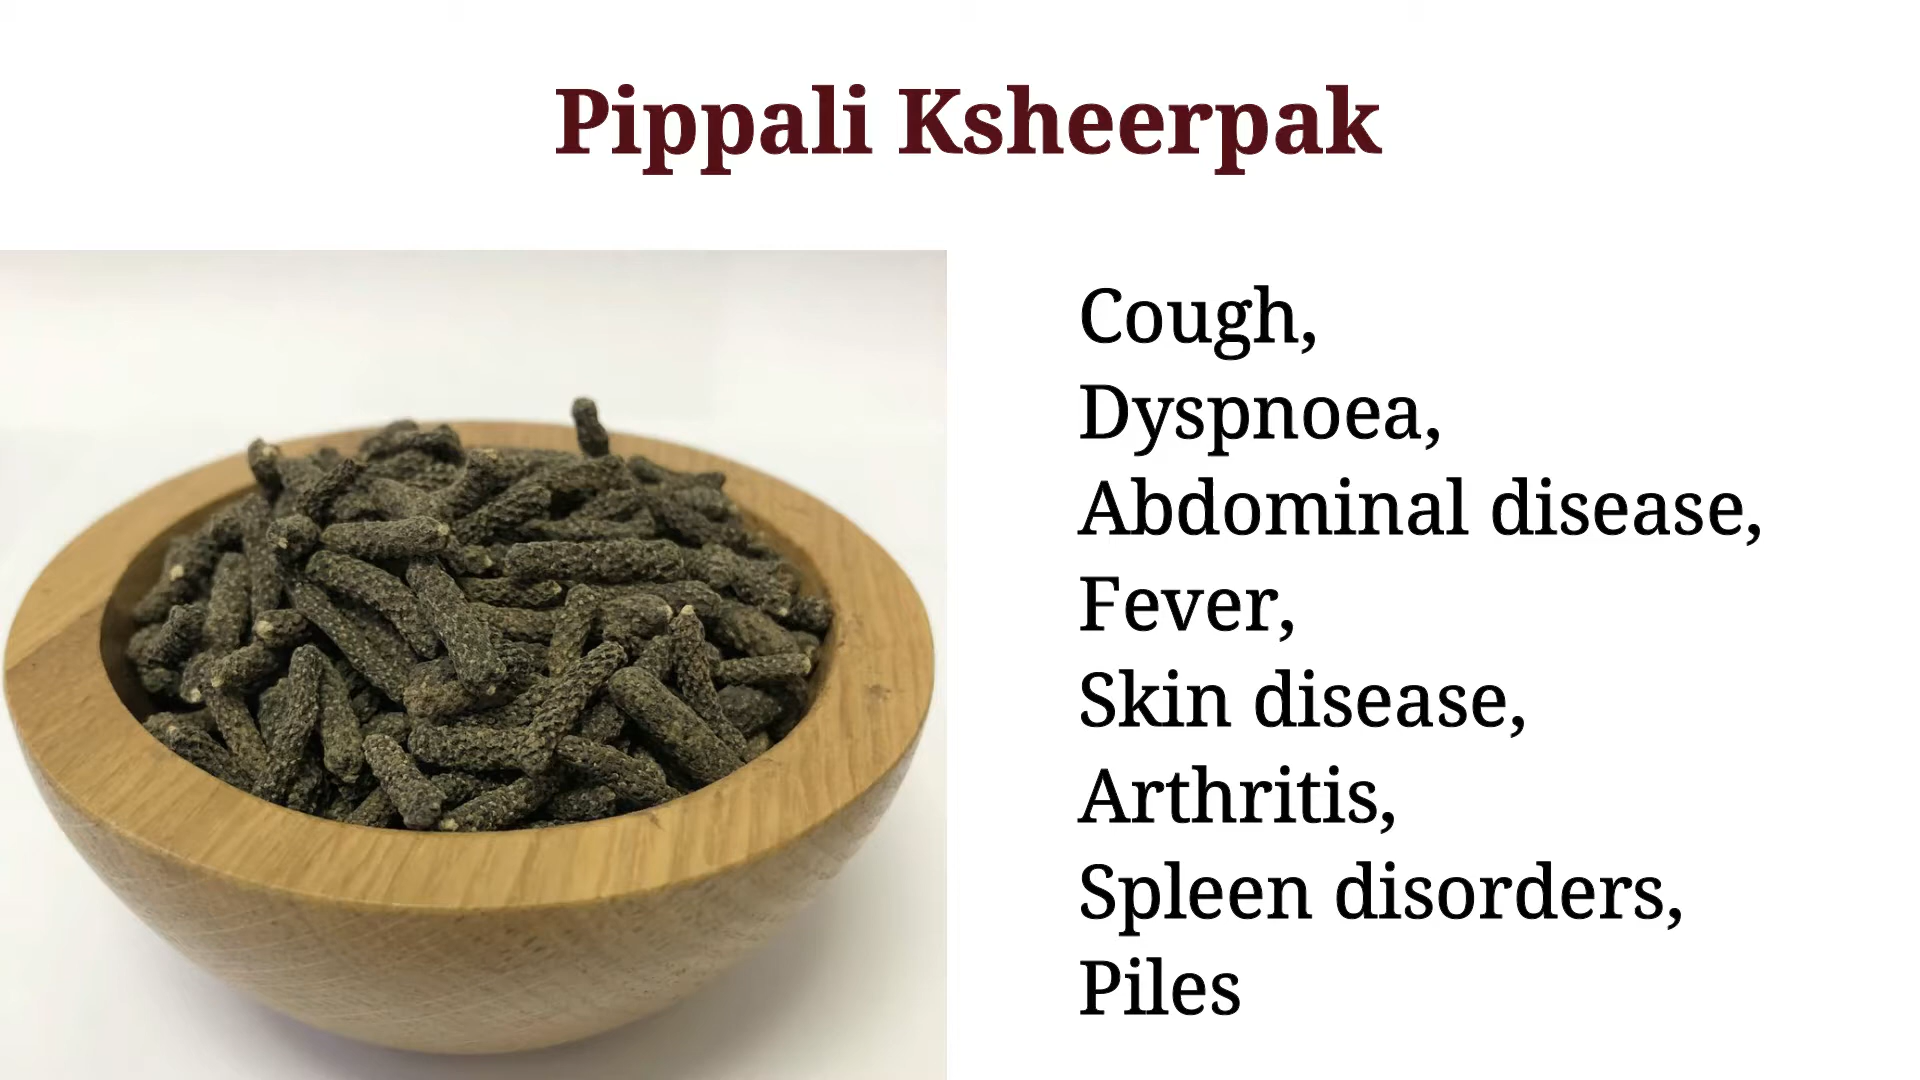 Pippali Ksheerpak
Cough,
Dyspnoea,
Abdominal disease,
Fever,
Skin disease,
Arthritis,
Spleen disorders,
Piles